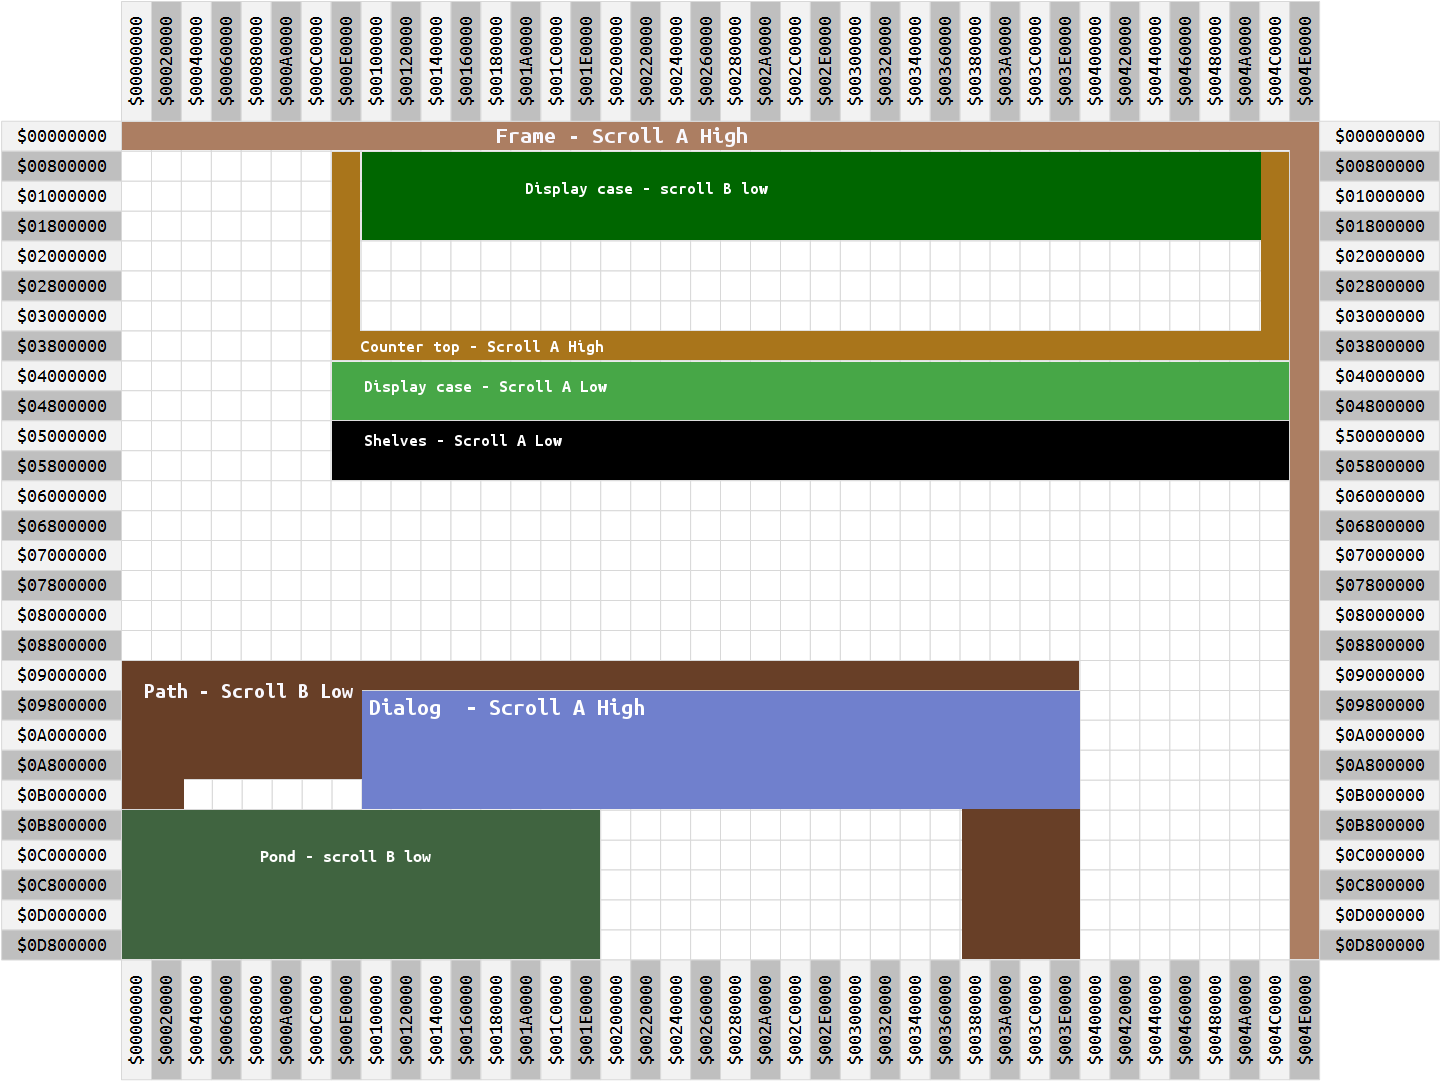 $00000000 $00020000 $00040000 $00060000 $00080000 $000A0000 $000C0000 $000E0000 $00100000 $00120000 $00140000 $00160000 $00180000 $001A0000 $001C0000 $001E0000 $00200000 $00220000 $00240000 $00260000 $00280000 $002A0000 $002C0000 $002E0000 $00300000 $00320000 $00340000 $00360000 $00380000 $003A0000 $003C0000 $003E0000 $00400000 $00420000 $00440000 $00460000 $00480000 $004A0000 $004C0000 $004E0000
$00000000 Frame - Scroll A High $00000000
$00800000 $00800000
Display case - scroll B low
$01000000 $01000000
$01800000 $01800000
$02000000 $02000000
$02800000 $02800000
$03000000 $03000000
$03800000 Counter top - Scroll A High $03800000
$04000000 Display case - Scroll A Low $04000000
$04800000 $04800000
$05000000 Shelves - Scroll A Low $50000000
$05800000 $05800000
$06000000 $06000000
$06800000 $06800000
$07000000 $07000000
$07800000 $07800000
$08000000 $08000000
$08800000 $08800000
$09000000 $09000000
Path - Scroll B Low
$09800000 Dialog  - Scroll A High $09800000
$0A000000 $0A000000
$0A800000 $0A800000
$0B000000 $0B000000
$0B800000 $0B800000
$0C000000 Pond - scroll B low $0C000000
$0C800000 $0C800000
$0D000000 $0D000000
$0D800000 $0D800000
$00000000 $00020000 $00040000 $00060000 $00080000 $000A0000 $000C0000 $000E0000 $00100000 $00120000 $00140000 $00160000 $00180000 $001A0000 $001C0000 $001E0000 $00200000 $00220000 $00240000 $00260000 $00280000 $002A0000 $002C0000 $002E0000 $00300000 $00320000 $00340000 $00360000 $00380000 $003A0000 $003C0000 $003E0000 $00400000 $00420000 $00440000 $00460000 $00480000 $004A0000 $004C0000 $004E0000